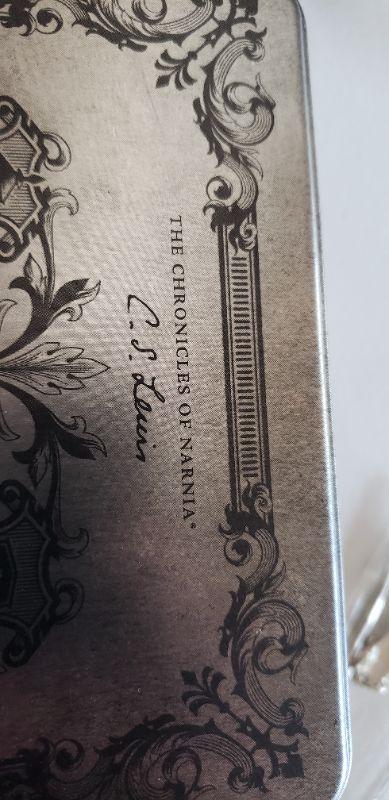 THE CHRONICLES OF NARNIA®
C. S. Lewis